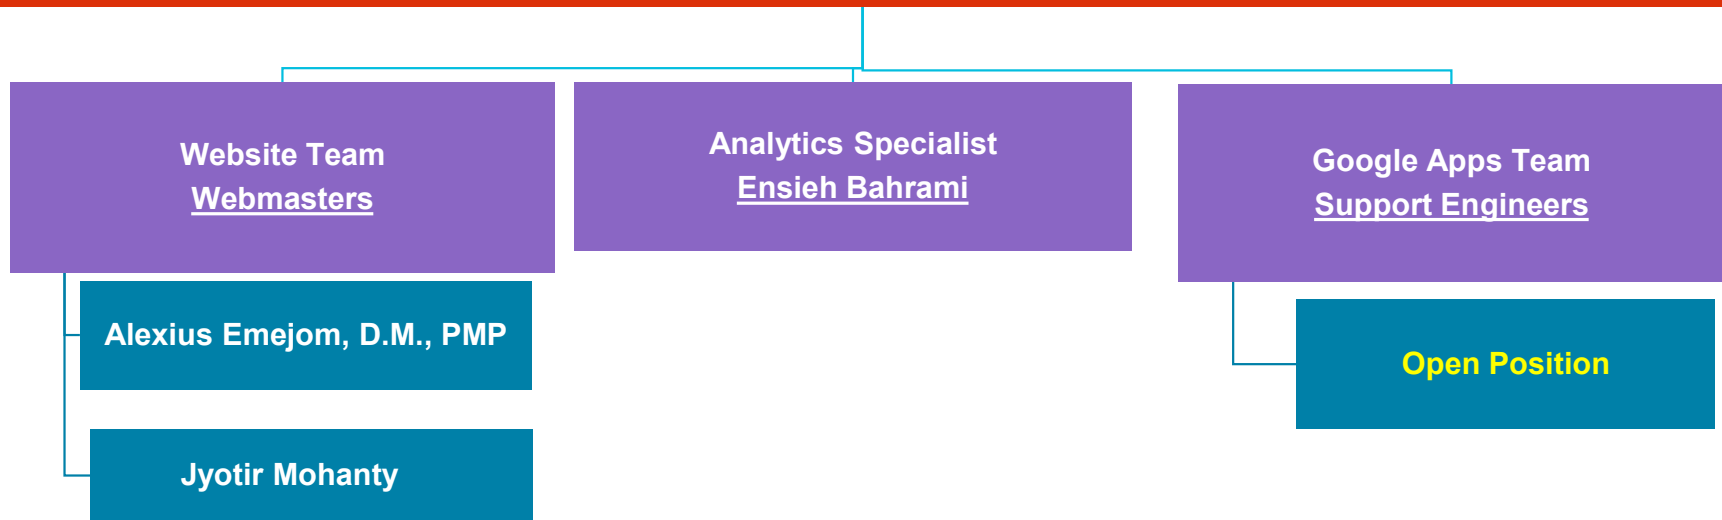 Website Team
Webmasters
Analytics Specialist
Ensieh Bahrami
Google Apps Team
Support Engineers
Alexius Emejom, D.M., PMP
Jyotir Mohanty
Open Position